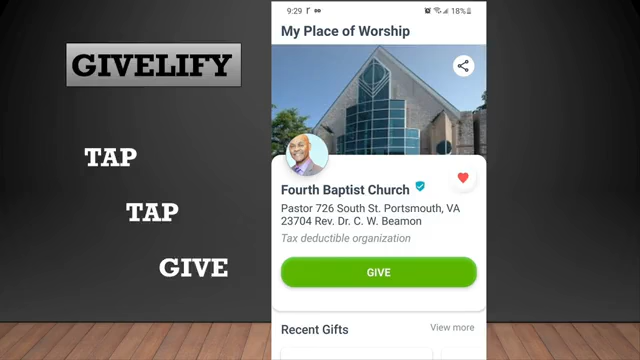 GIVELIFY
TAP
TAP
GIVE
9:29
18%
My Place of Worship
Fourth Baptist Church
Pastor 726 South St. Portsmouth, VA
23704 Rev. Dr. C. W. Beamon
Tax deductible organization
GIVE
Recent Gifts
View more